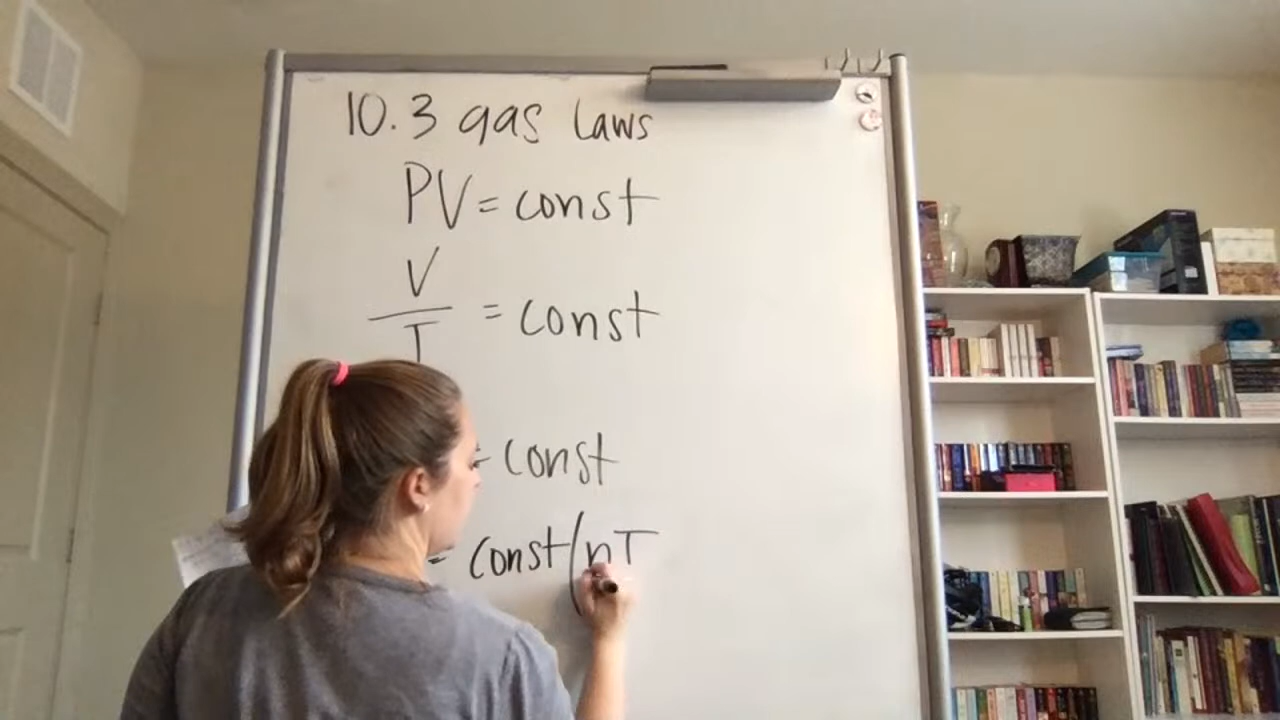 10.3 gas laws
PV = const
V
T
= const
= const
= const(nT